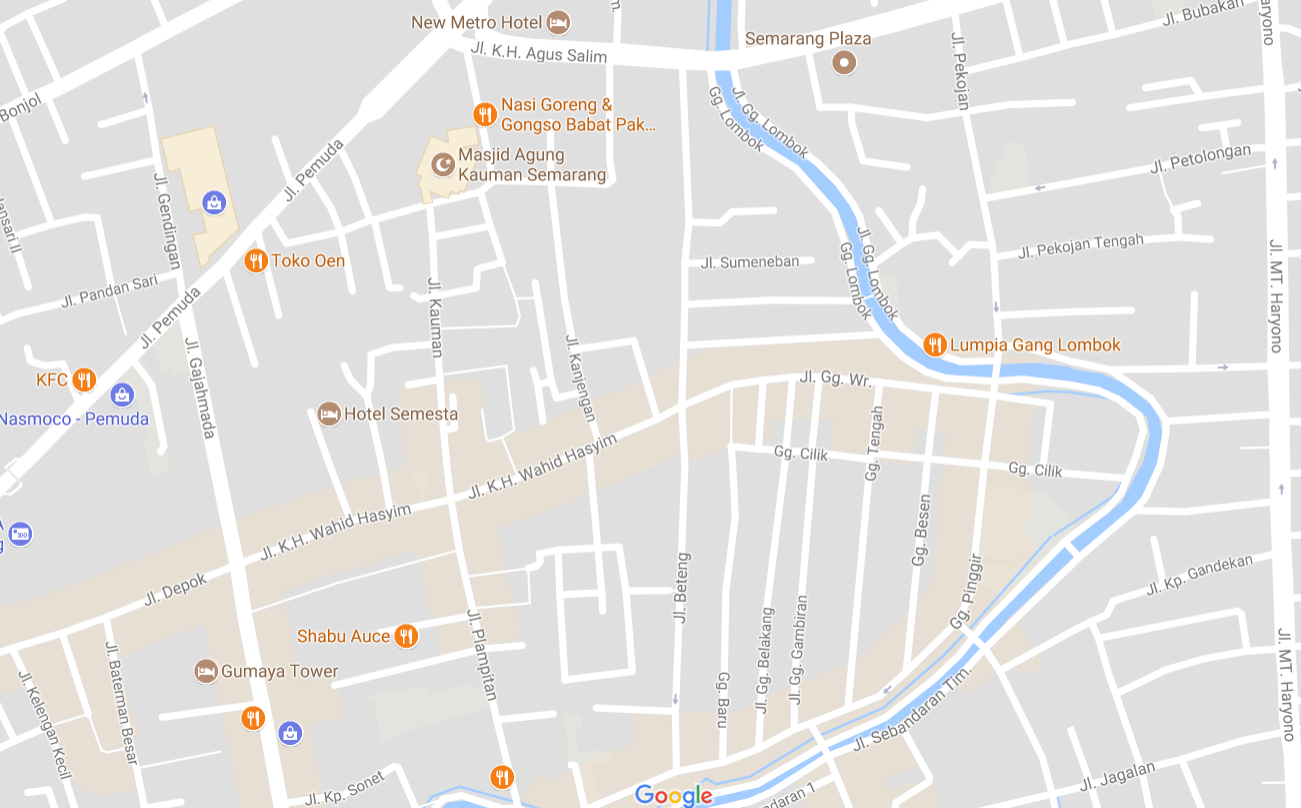 New Metro Hotel
Jl. K.H. Agus Salim
Semarang Plaza
Jl. Bubakan
Jl. Pekojan
Bonjol
Nasi Goreng &
Gongso Babat Pak...
Gg. Lombok
Jl. Gg. Lombok
Masjid Agung
Kauman Semarang
Jl. Pemuda
Jl. Petolongan
Jl. Gendingan
Jl. Pekojan Tengah
Toko Oen
Jl. Sumeneban
Gg. Lombok
Jl. Gg. Lombok
Jl. Pandan Sari
Jl. Pemuda
Jl. Kauman
Jl. MT. Haryono
Lumpia Gang Lombok
Jl. Kanjengan
Jl. Gajahmada
KFC
Nasmoco - Pemuda
Jl. Gg. Wr.
Hotel Semesta
Gg. Tengah
Gg. Cilik
Gg. Cilik
Jl. K.H. Wahid Hasyim
Jl. K.H. Wahid Hasyim
Gg. Besen
Jl. Depok
Jl. Beteng
Gg. Pinggir
Jl. Kp. Gandekan
Shabu Auce
Jl. Plampitan
Jl. Gg. Belakang
Jl. Gg. Gambiran
Gumaya Tower
Jl. Baterman Besar
Jl. Kelengan Kecil
Gg. Baru
Jl. Sebandaran Tim.
Jl. MT. Haryono
Jl. Kp. Sonet
Jl. Jagalan
Google